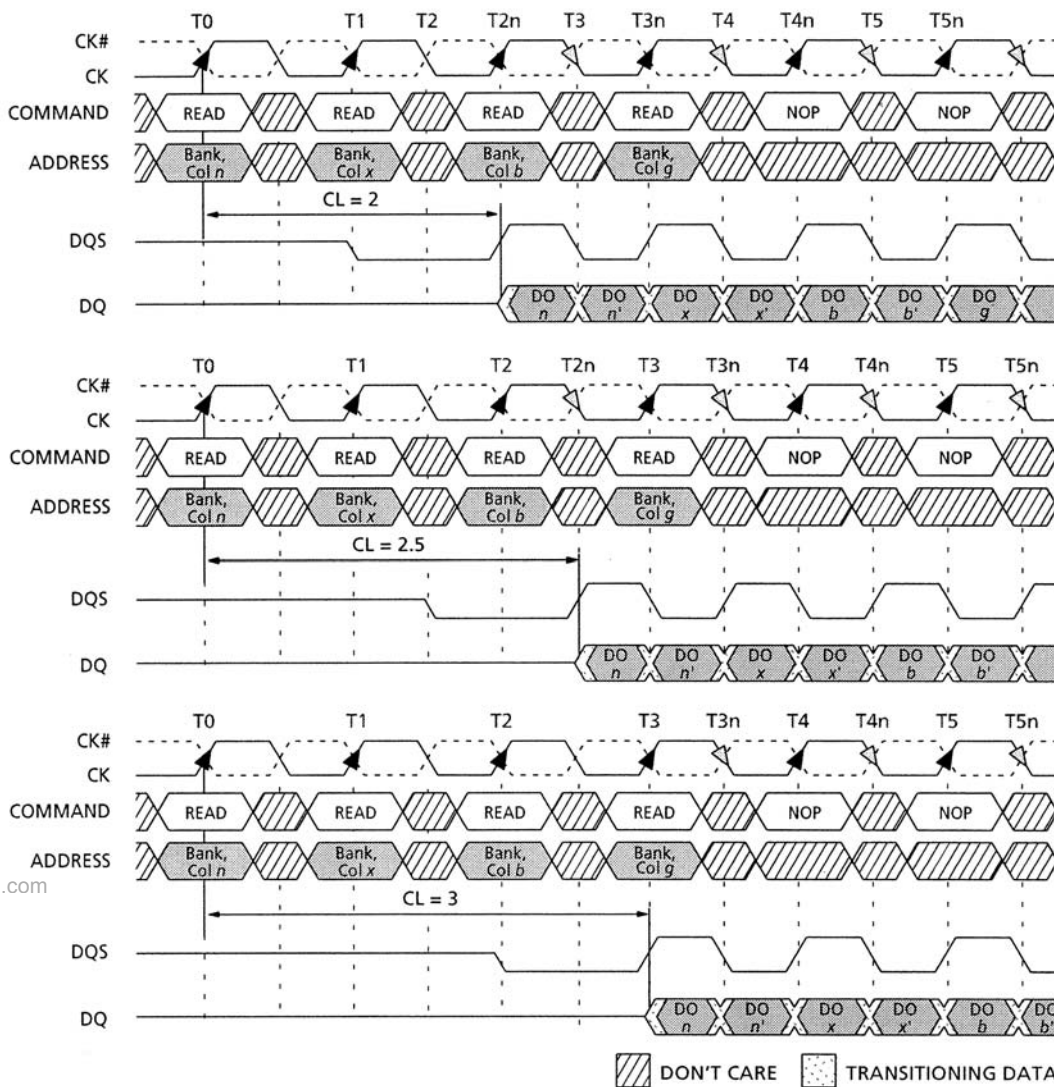 T0 T1 T2 T2n T3 T3n T4 T4n T5 T5n
CK#
CK
COMMAND READ READ READ READ NOP NOP
ADDRESS Bank, Col n Bank, Col x Bank, Col b Bank, Col g
CL = 2
DQS
DQ DO n DO n' DO x DO x' DO b DO b' DO g
T0 T1 T2 T2n T3 T3n T4 T4n T5 T5n
CK#
CK
COMMAND READ READ READ READ NOP NOP
ADDRESS Bank, Col n Bank, Col x Bank, Col b Bank, Col g
CL = 2.5
DQS
DQ DO n DO n' DO x DO x' DO b DO b'
T0 T1 T2 T3 T3n T4 T4n T5 T5n
CK#
CK
COMMAND READ READ READ READ NOP NOP
ADDRESS Bank, Col n Bank, Col x Bank, Col b Bank, Col g
.com
CL = 3
DQS
DQ DO n DO n' DO x DO x' DO b DO b'
DON'T CARE TRANSITIONING DATA